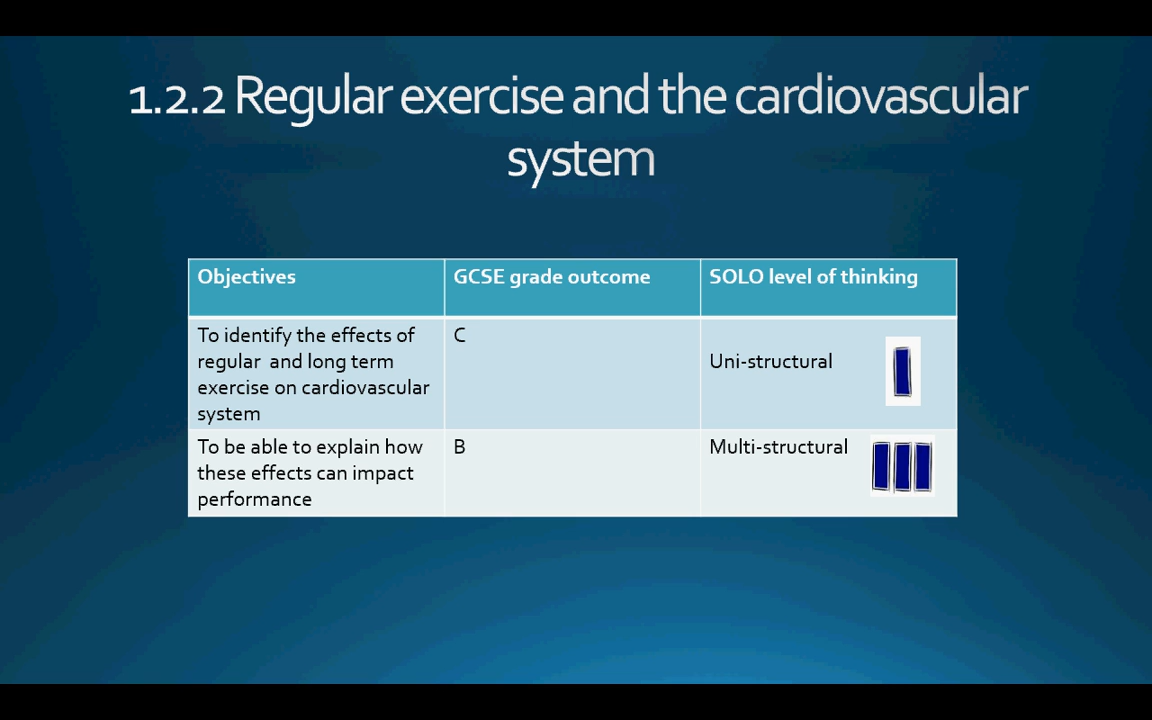 1.2.2 Regular exercise and the cardiovascular
system
Objectives
GCSE grade outcome
SOLO level of thinking
To identify the effects of
regular  and long term
exercise on cardiovascular
system
C
Uni-structural
To be able to explain how
these effects can impact
performance
B
Multi-structural